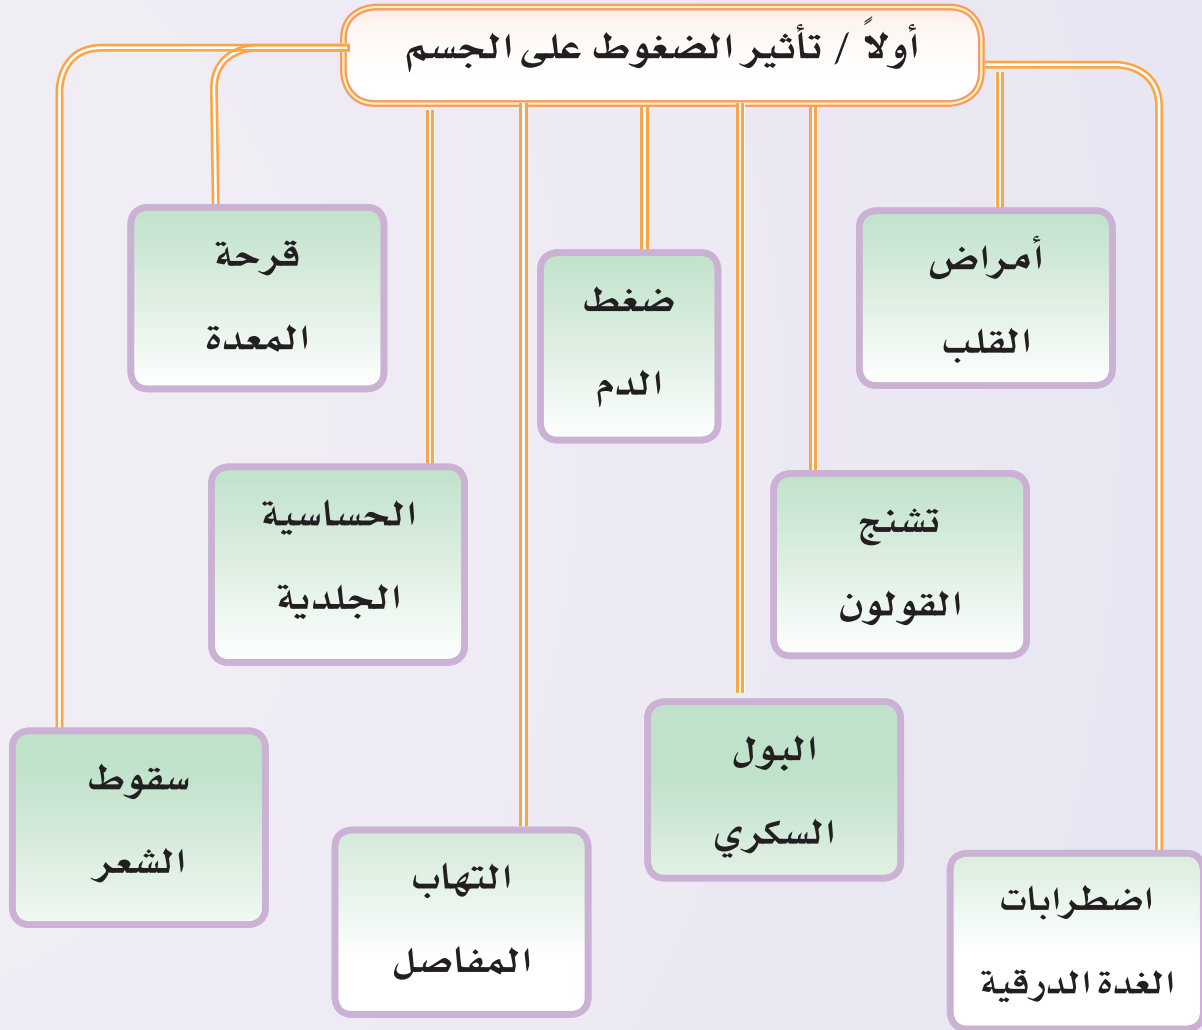 أولاً / تأثير الضغوط على الجسم
أمراض
القلب
ضغط
الدم
قرحة
المعدة
تشنج
القولون
الحساسية
الجلدية
البول
السكري
سقوط
الشعر
اضطرابات
الغدة الدرقية
التهاب
المفاصل